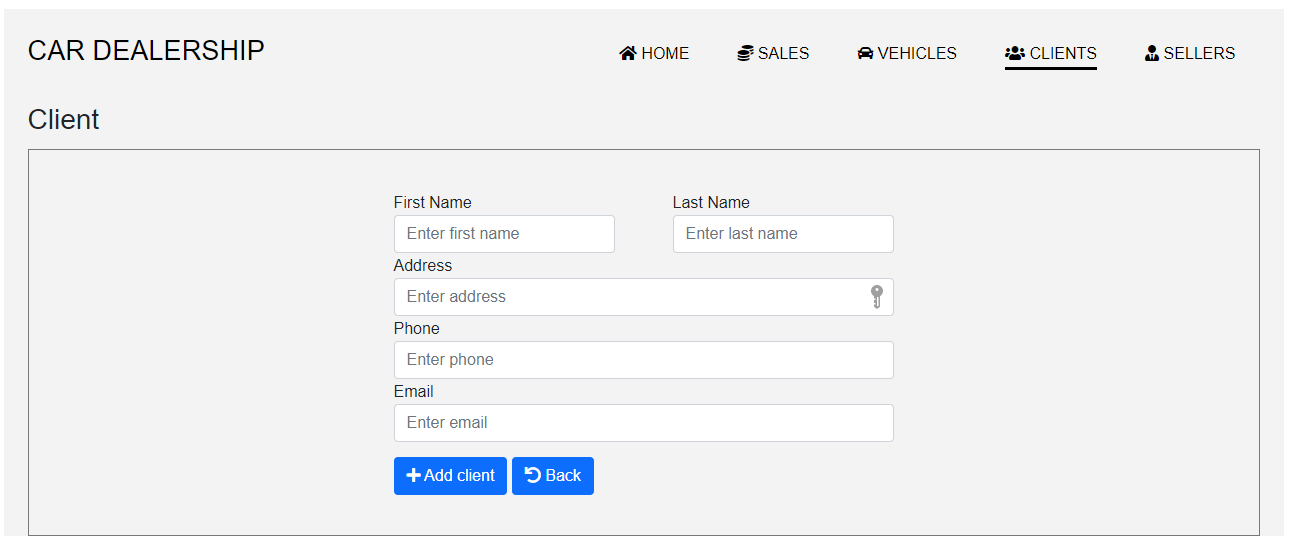 CAR DEALERSHIP HOME SALES VEHICLES CLIENTS SELLERS
Client
First Name Last Name
Enter first name Enter last name
Address
Enter address
Phone
Enter phone
Email
Enter email
Add client Back